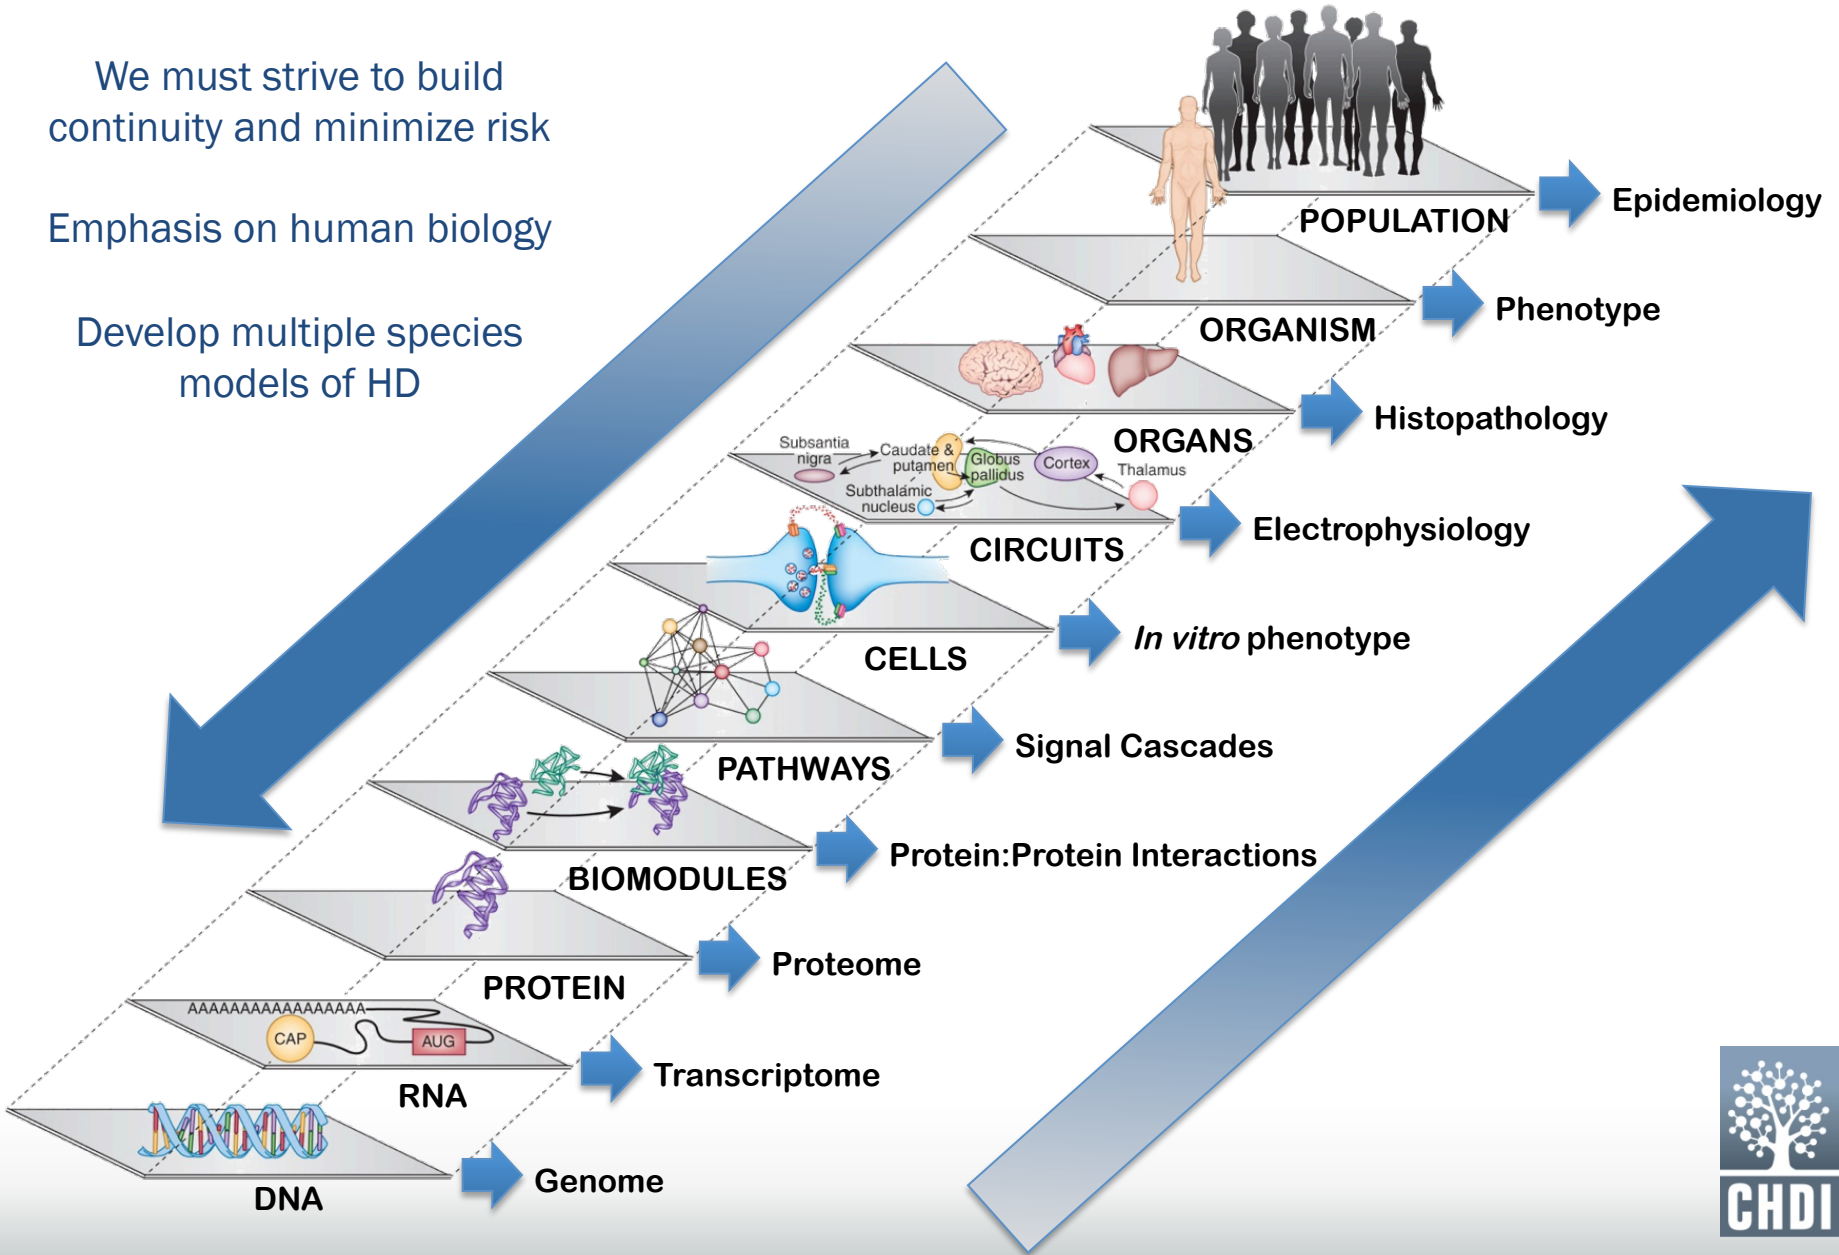 We must strive to build
continuity and minimize risk
Emphasis on human biology
Develop multiple species
models of HD
POPULATION
Epidemiology
ORGANISM
Phenotype
ORGANS
Histopathology
Subsantia
nigra
Caudate &
putamen
Globus
pallidus
Cortex
Thalamus
Subthalamic
nucleus
CIRCUITS
Electrophysiology
CELLS
In vitro phenotype
PATHWAYS
Signal Cascades
BIOMODULES
Protein:Protein Interactions
PROTEIN
Proteome
AAAAAAAAAAAAAAAAA
CAP
AUG
RNA
Transcriptome
DNA
Genome
CHDI